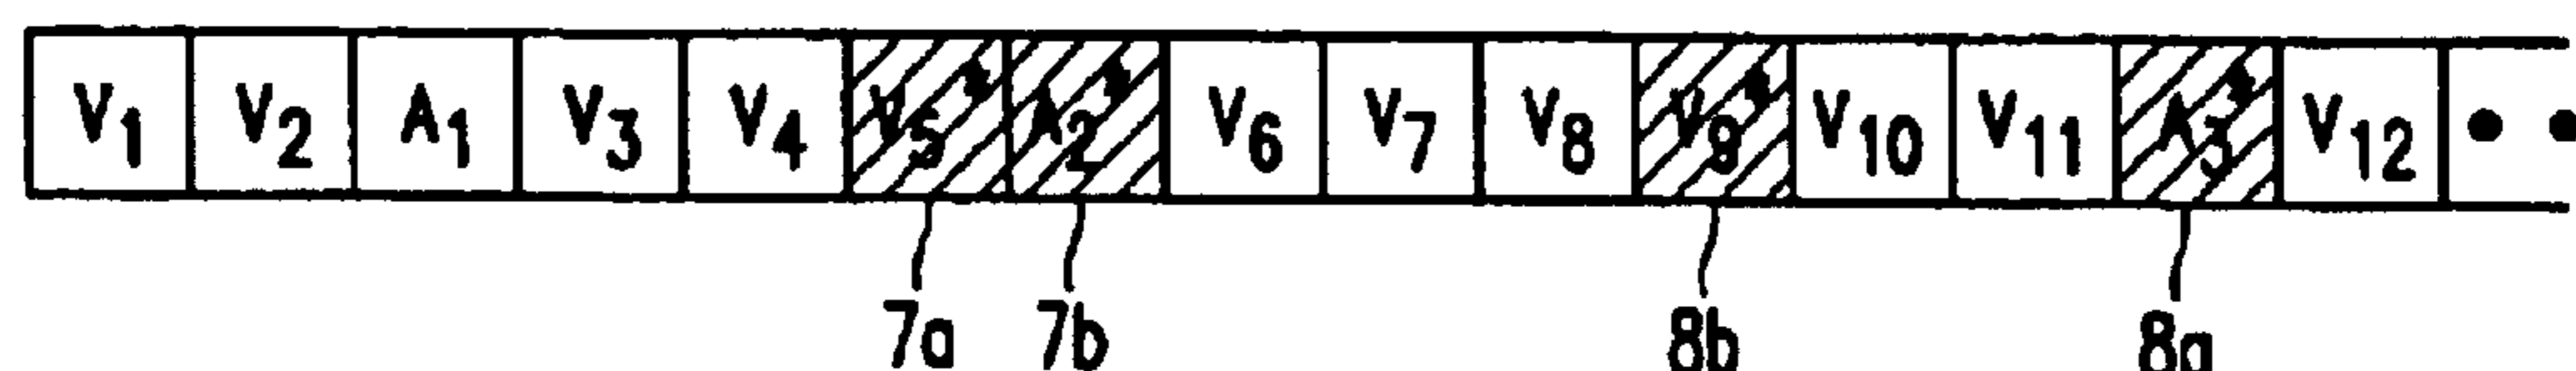 V₁ V₂ A₁ V₃ V₄ V₅* A₂* V₆ V₇ V₈ V₉* V₁₀ V₁₁ A₃* V₁₂ • •
7a 7b 8b 8a